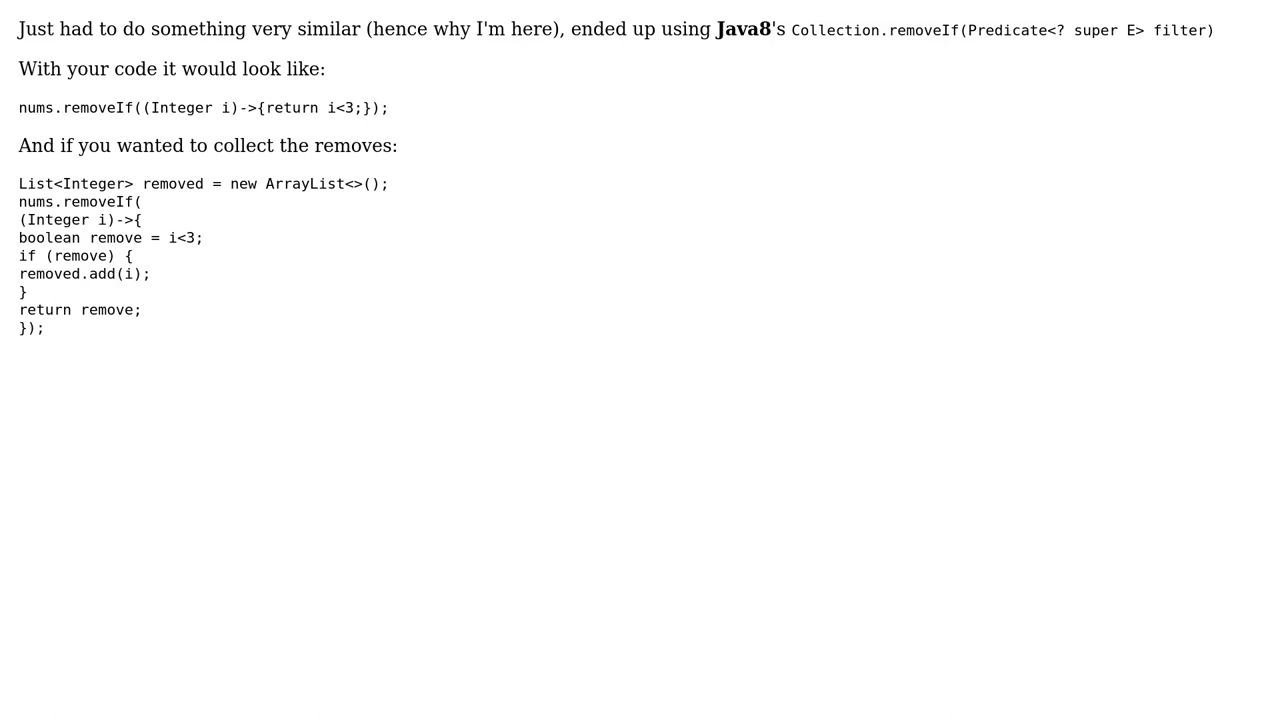 Just had to do something very similar (hence why I'm here), ended up using Java8's Collection.removeIf(Predicate<? super E> filter)
With your code it would look like:
nums.removeIf((Integer i)->{return i<3;});
And if you wanted to collect the removes:
List<Integer> removed = new ArrayList<>();
nums.removeIf(
(Integer i)->{
boolean remove = i<3;
if (remove) {
removed.add(i);
}
return remove;
});